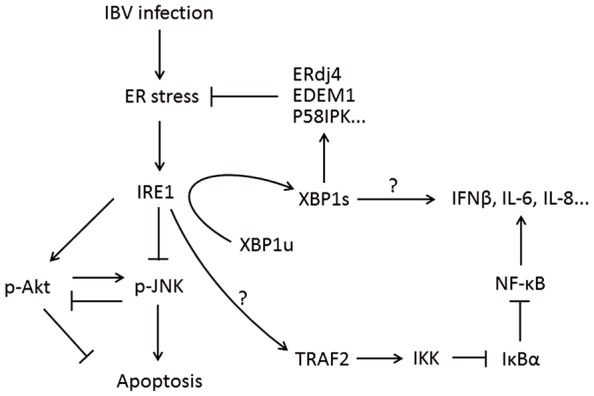 IBV infection
ERdj4
ER stress
EDEM1
P58IPK...
IRE1
XBP1s
?
IFNβ, IL-6, IL-8...
XBP1u
p-Akt
p-JNK
?
NF-κB
TRAF2
IKK
IκBα
Apoptosis